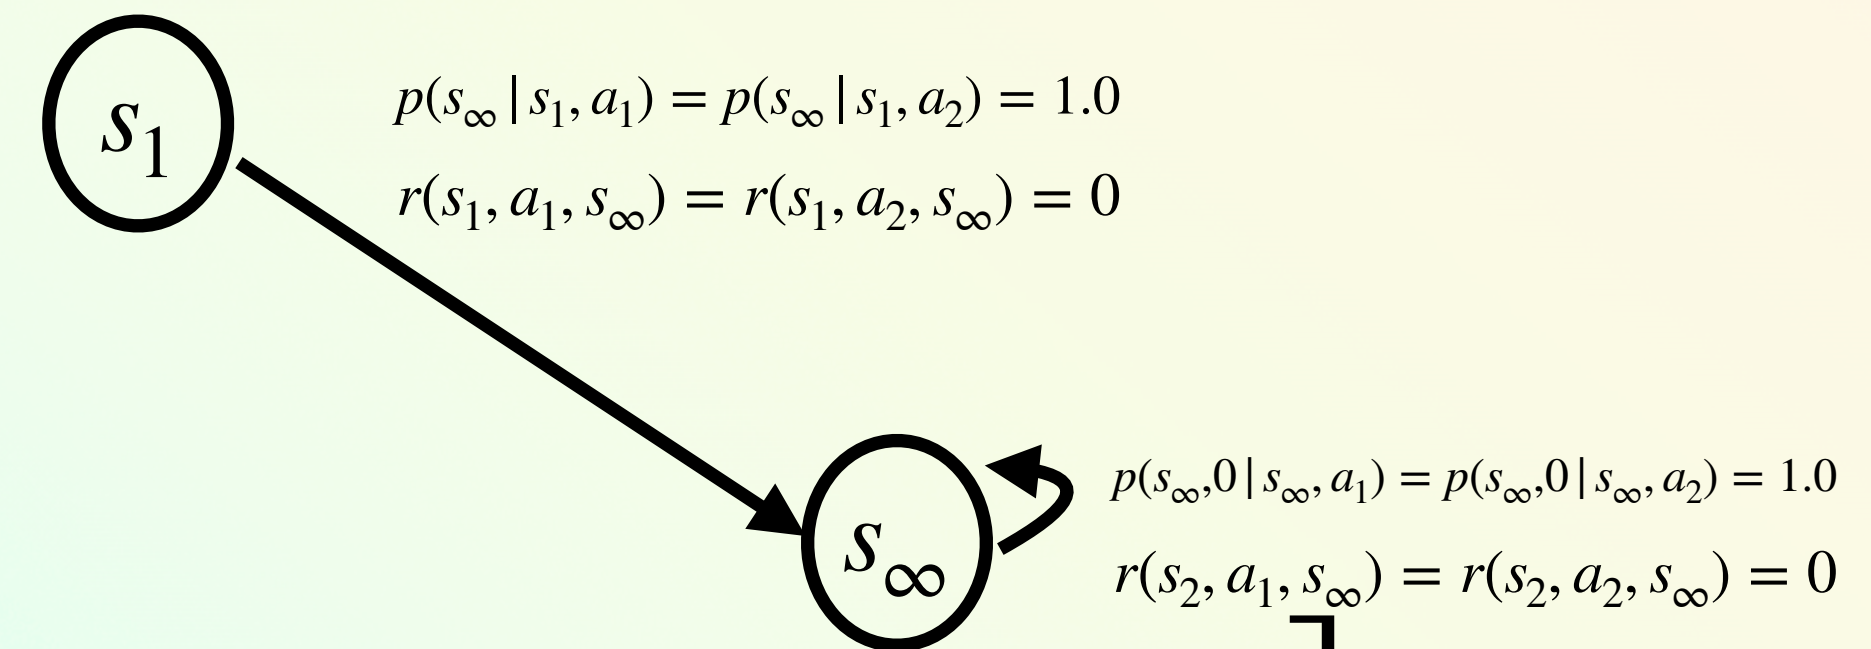 s₁
p(s∞ | s₁, a₁) = p(s∞ | s₁, a₂) = 1.0
r(s₁, a₁, s∞) = r(s₁, a₂, s∞) = 0
s∞
p(s∞,0 | s∞, a₁) = p(s∞,0 | s∞, a₂) = 1.0
r(s₂, a₁, s∞) = r(s₂, a₂, s∞) = 0